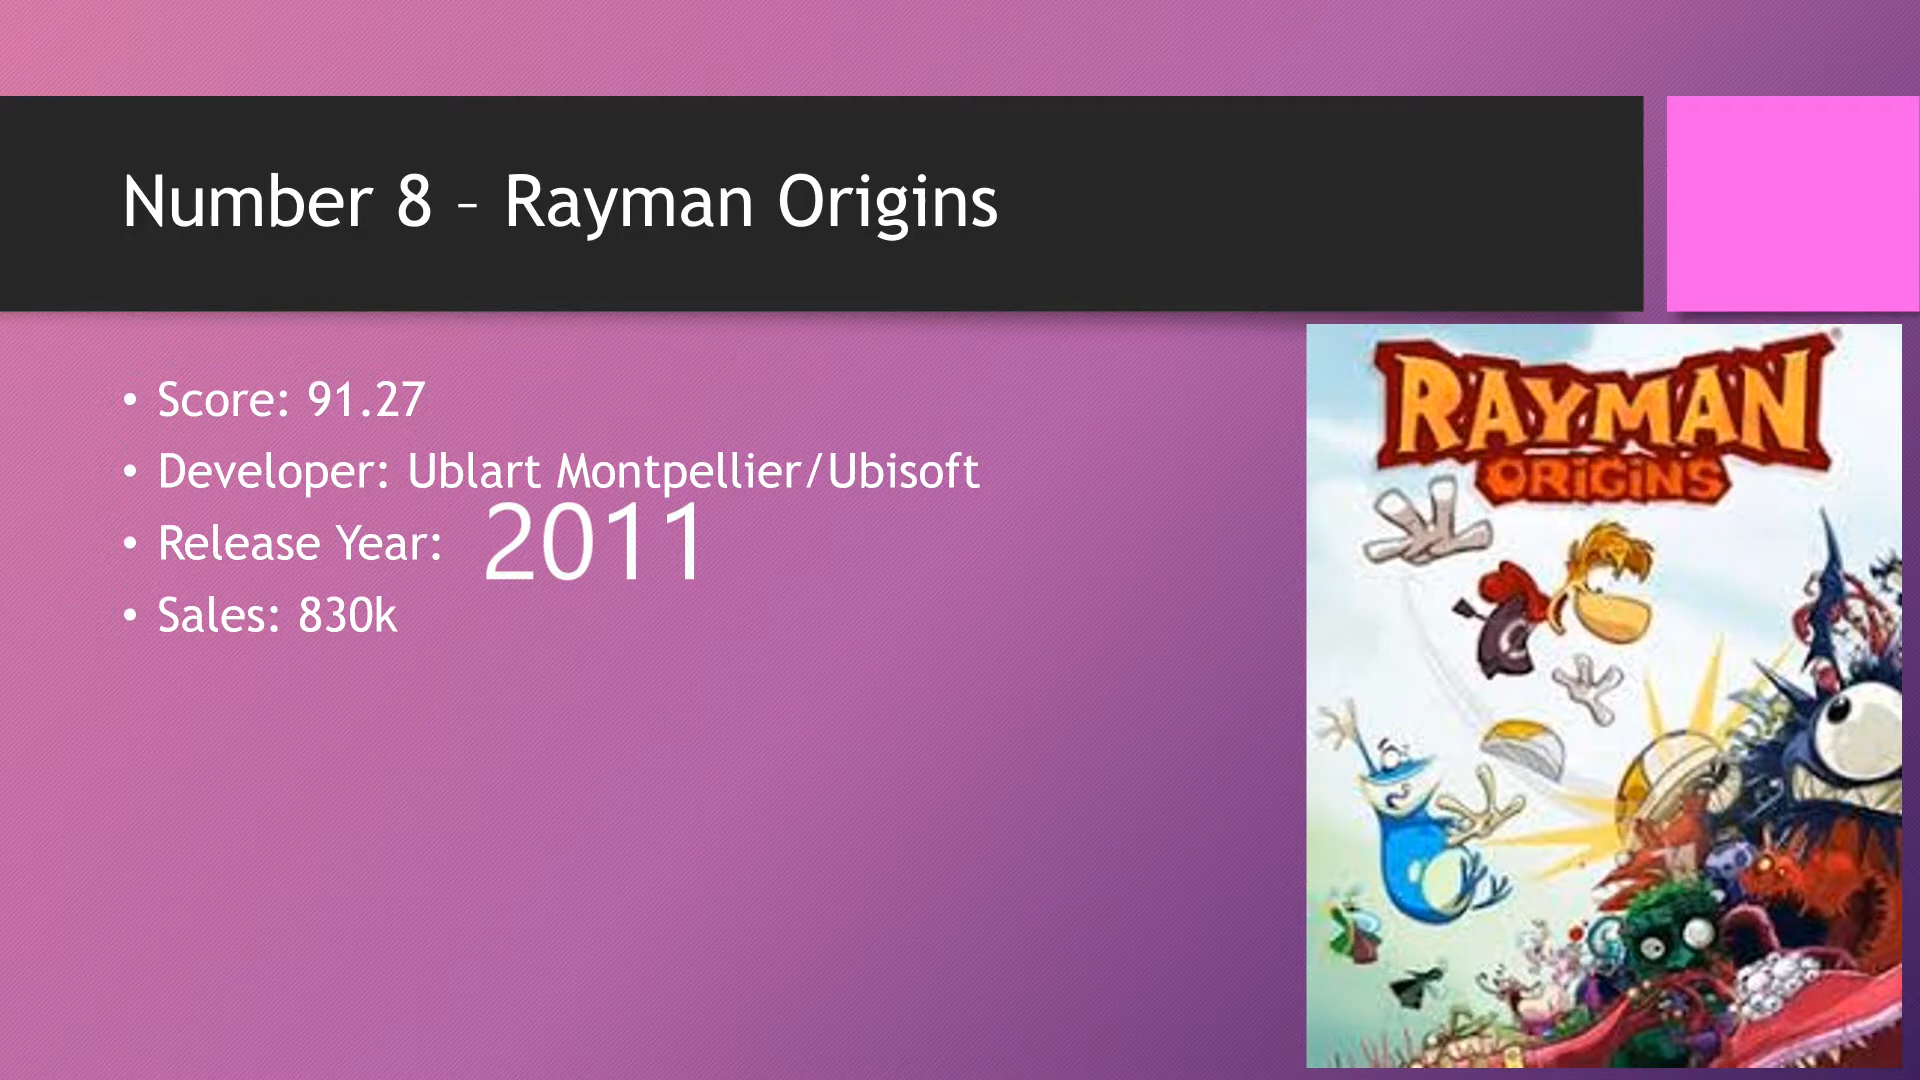 Number 8 – Rayman Origins
• Score: 91.27
• Developer: Ublart Montpellier/Ubisoft
• Release Year: 2011
• Sales: 830k
RAYMAN
ORIGINS